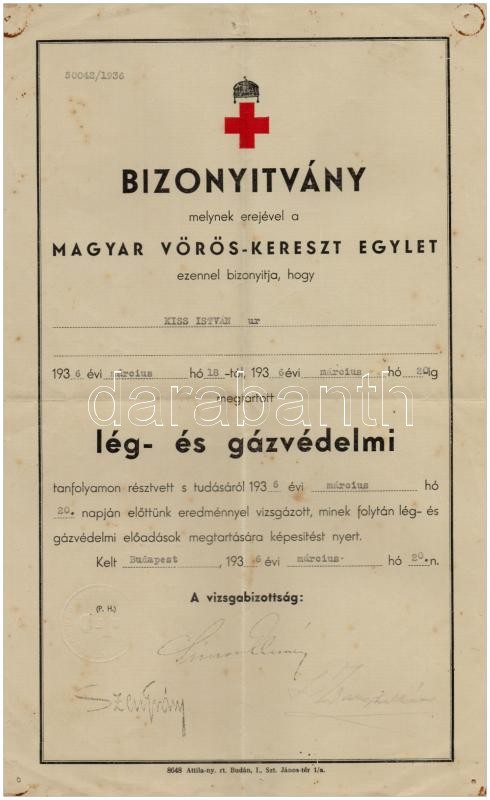 50042/1936
BIZONYITVÁNY
melynek erejével a
MAGYAR VÖRÖS-KERESZT EGYLET
ezennel bizonyitja, hogy
KISS ISTVÁN ur
1936 évi március hó 18-tól, 1936 évi március hó 20ig
megtartott
darabanth
lég- és gázvédelmi
tanfolyamon résztvett s tudásáról 1936 évi március hó
20. napján előttünk eredménnyel vizsgázott, minek folytán lég- és
gázvédelmi előadások megtartására képesitést nyert.
Kelt Budapest, 1936 évi március hó 20.n.
A vizsgabizottság:
(P. H.)
8648 Attila-ny. rt. Budán, I., Szt. János-tér 1/a.